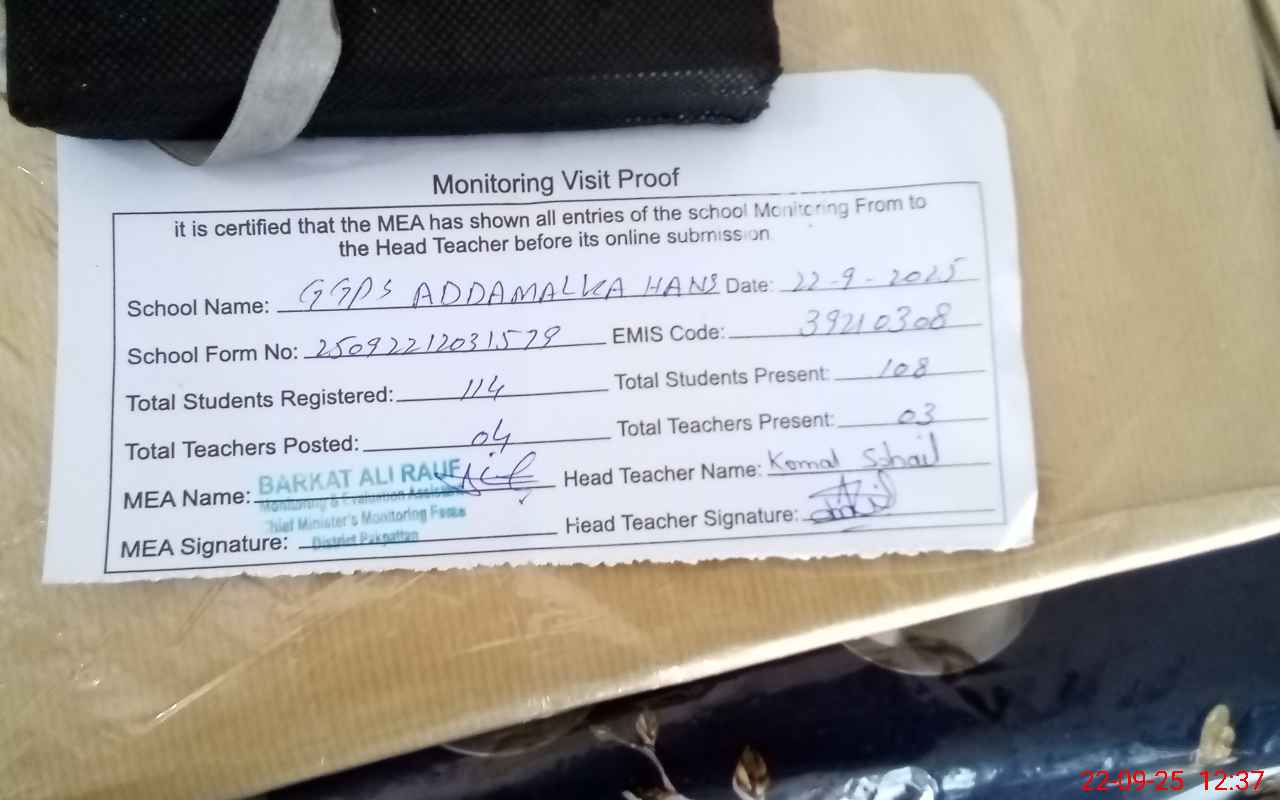 Monitoring Visit Proof
it is certified that the MEA has shown all entries of the school Monitoring From to
the Head Teacher before its online submission
School Name: GGPS ADDAMALKA HANS Date: 22-9-2025
School Form No: 25092212031579 EMIS Code: 39210308
Total Students Registered: 114 Total Students Present: 108
Total Teachers Posted: 04 Total Teachers Present: 03
MEA Name: BARKAT ALI RAUF Head Teacher Name: Komal Sohail
Monitoring & Evaluation Assistant
Chief Minister's Monitoring Force
MEA Signature: District Pakpattan Head Teacher Signature:
22-09-25 12:37